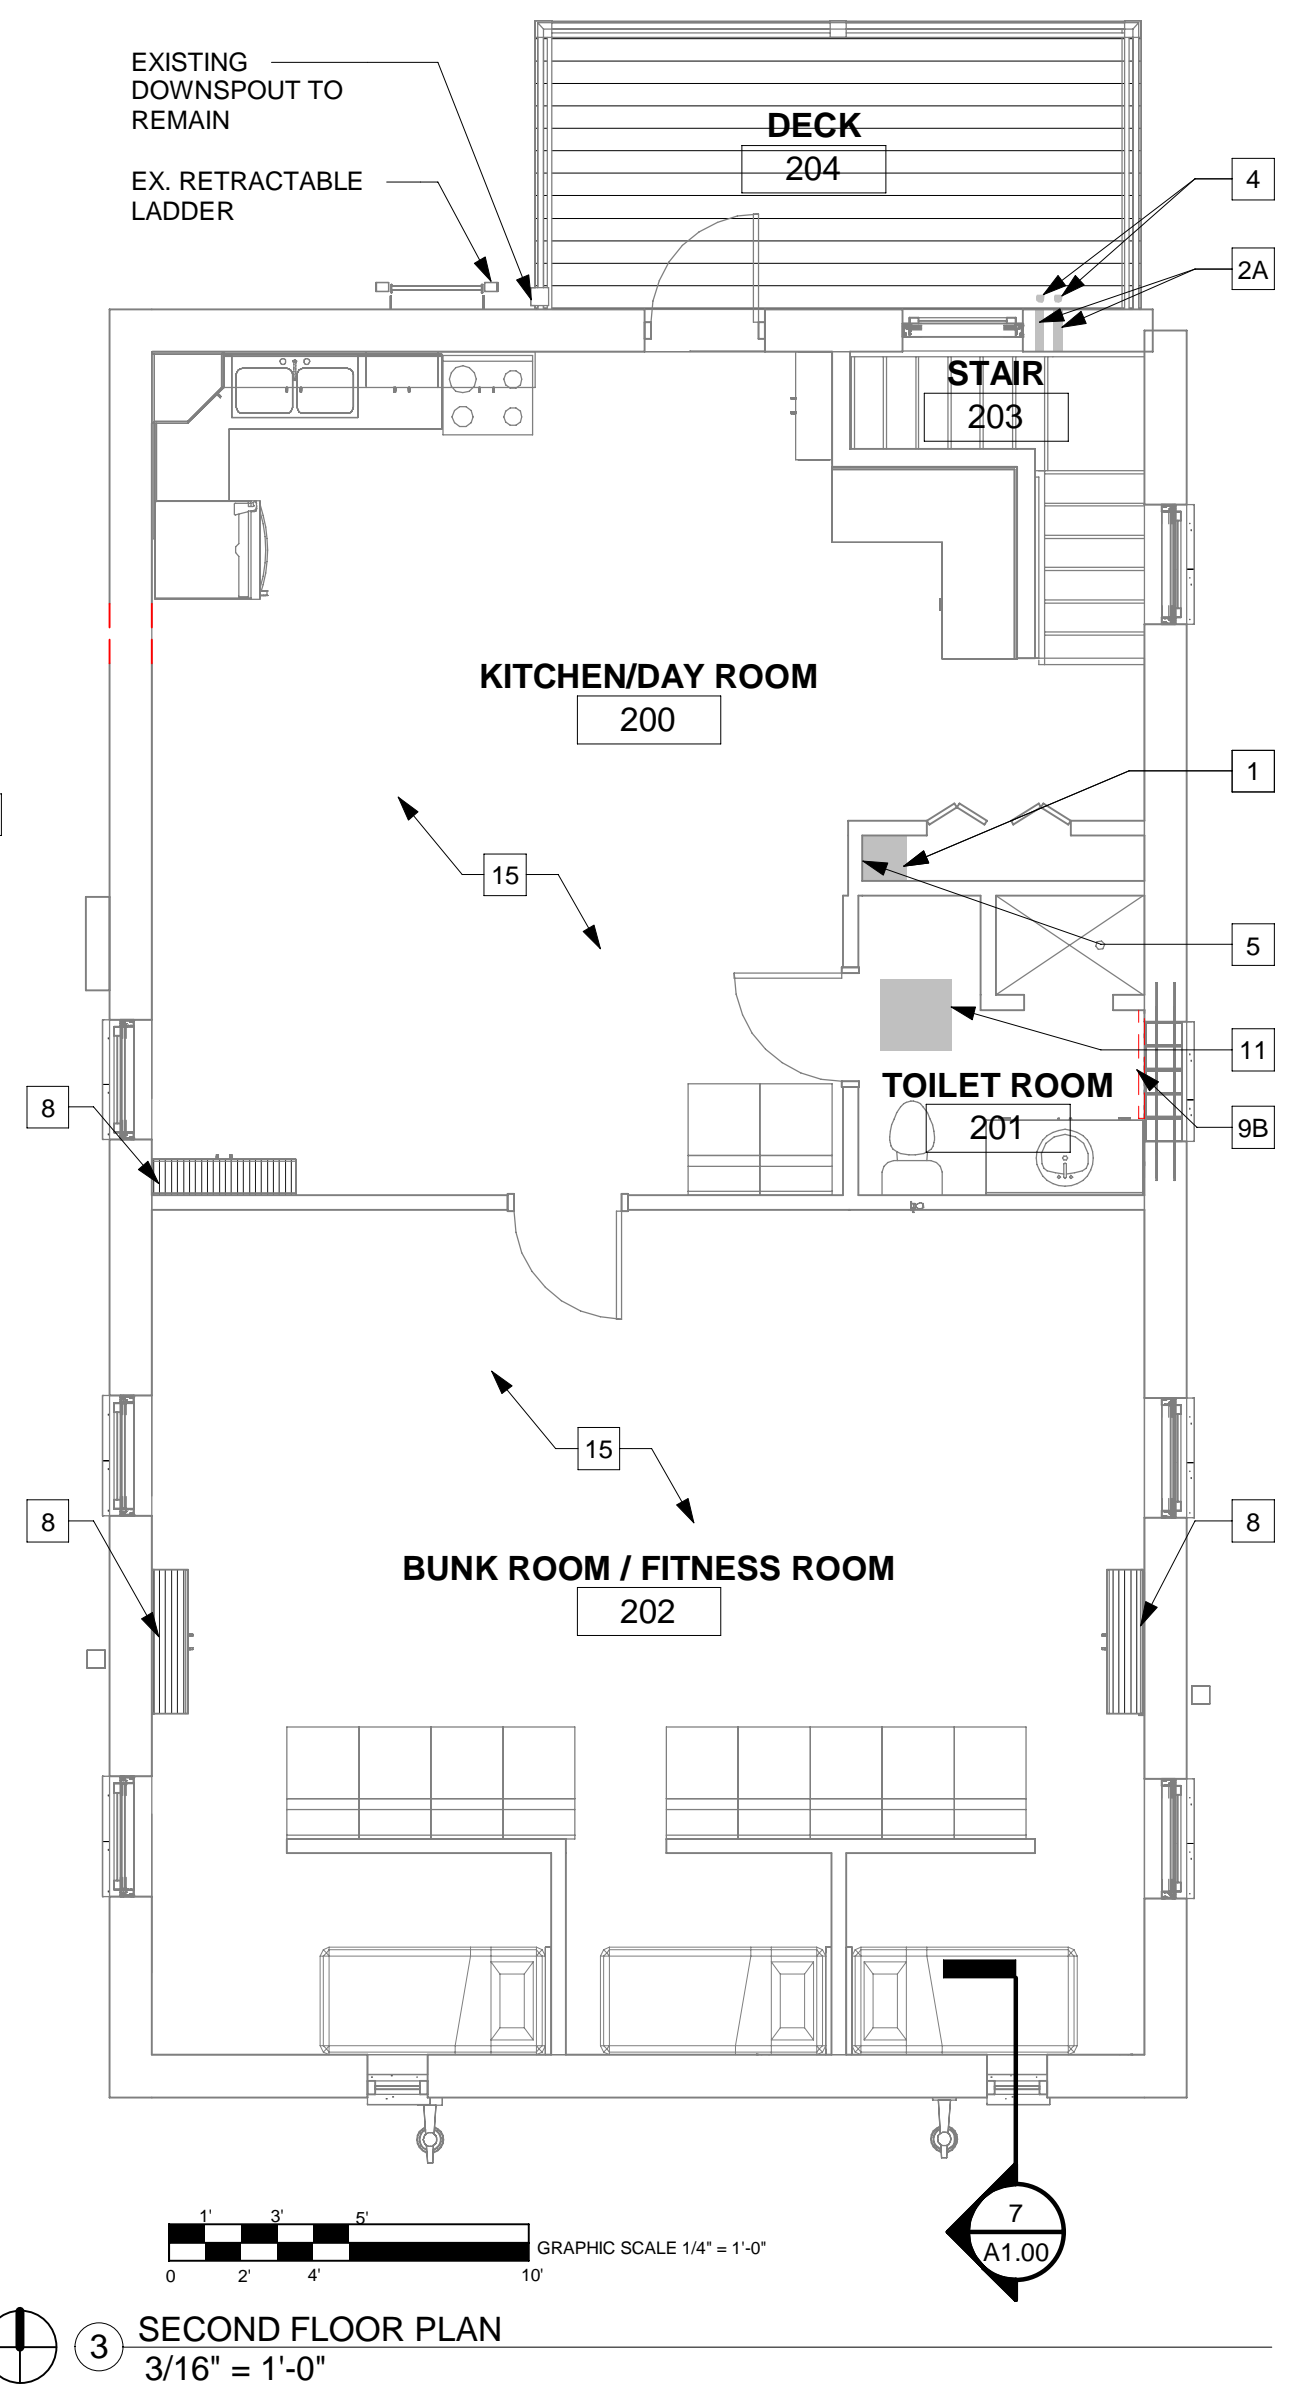 EXISTING
DOWNSPOUT TO
REMAIN
DECK
204
4
EX. RETRACTABLE
LADDER
2A
STAIR
203
KITCHEN/DAY ROOM
200
1
15
5
11
TOILET ROOM
201
8
9B
15
8
8
BUNK ROOM / FITNESS ROOM
202
1' 3' 5'
GRAPHIC SCALE 1/4" = 1'-0"
0 2' 4' 10'
7
A1.00
3 SECOND FLOOR PLAN
3/16" = 1'-0"